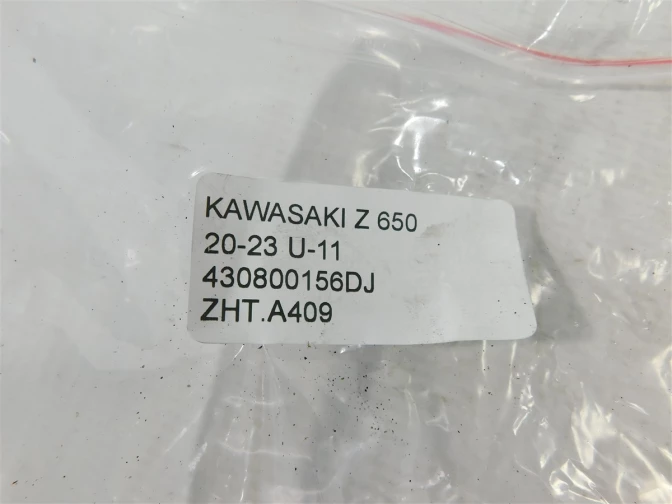 KAWASAKI Z 650
20-23 U-11
430800156DJ
ZHT.A409